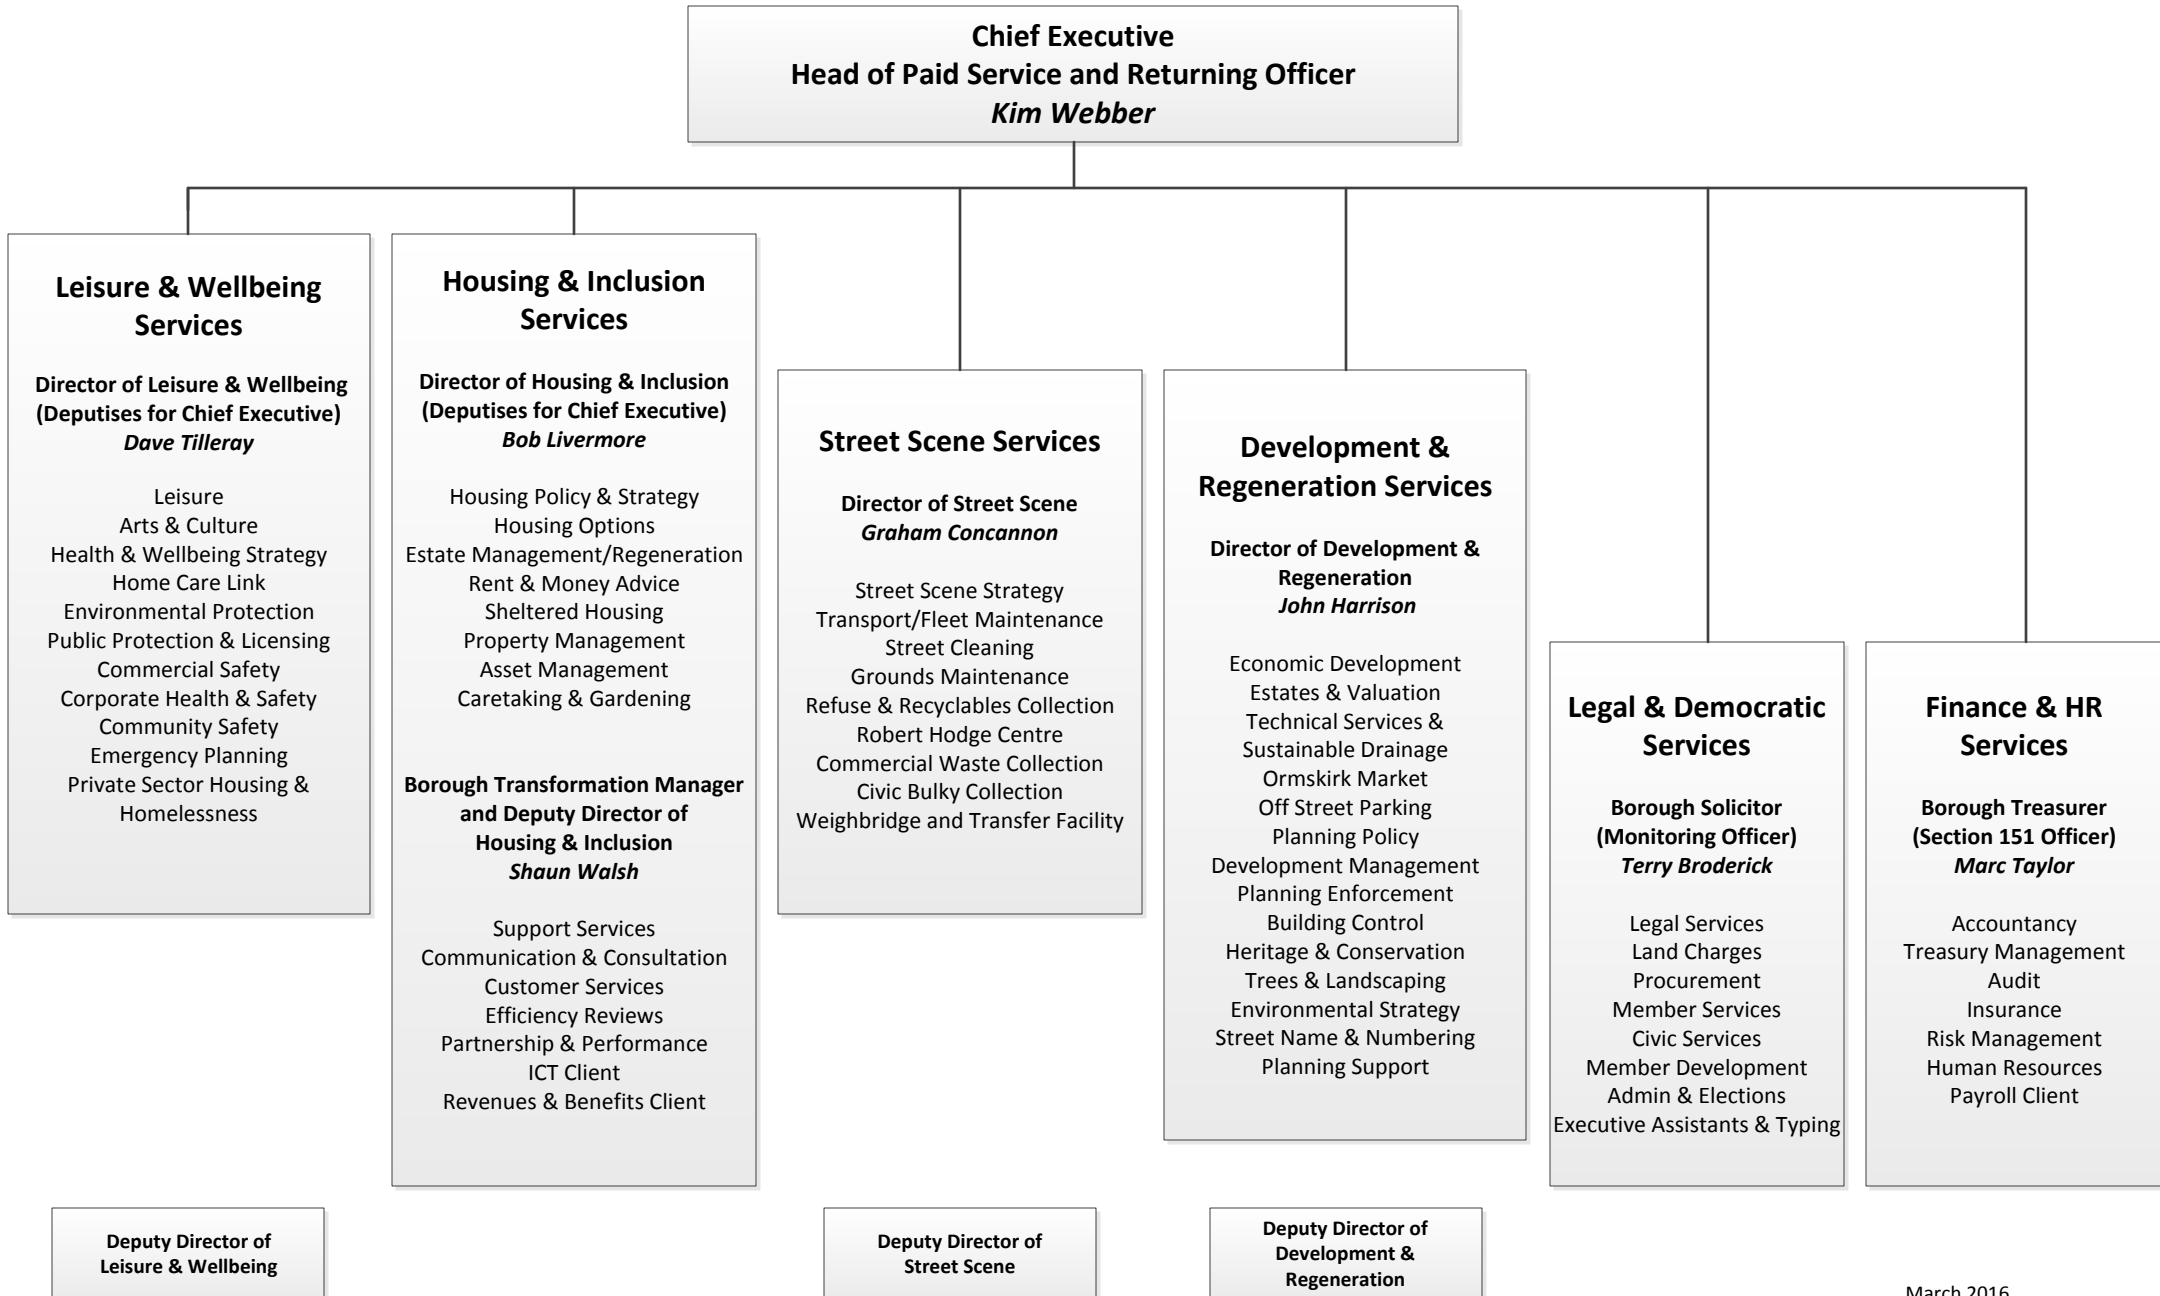 Chief Executive
Head of Paid Service and Returning Officer
Kim Webber
Leisure & Wellbeing
Services
Director of Leisure & Wellbeing
(Deputises for Chief Executive)
Dave Tilleray
Leisure
Arts & Culture
Health & Wellbeing Strategy
Home Care Link
Environmental Protection
Public Protection & Licensing
Commercial Safety
Corporate Health & Safety
Community Safety
Emergency Planning
Private Sector Housing &
Homelessness
Housing & Inclusion
Services
Director of Housing & Inclusion
(Deputises for Chief Executive)
Bob Livermore
Housing Policy & Strategy
Housing Options
Estate Management/Regeneration
Rent & Money Advice
Sheltered Housing
Property Management
Asset Management
Caretaking & Gardening
Borough Transformation Manager
and Deputy Director of
Housing & Inclusion
Shaun Walsh
Support Services
Communication & Consultation
Customer Services
Efficiency Reviews
Partnership & Performance
ICT Client
Revenues & Benefits Client
Street Scene Services
Director of Street Scene
Graham Concannon
Street Scene Strategy
Transport/Fleet Maintenance
Street Cleaning
Grounds Maintenance
Refuse & Recyclables Collection
Robert Hodge Centre
Commercial Waste Collection
Civic Bulky Collection
Weighbridge and Transfer Facility
Development &
Regeneration Services
Director of Development &
Regeneration
John Harrison
Economic Development
Estates & Valuation
Technical Services &
Sustainable Drainage
Ormskirk Market
Off Street Parking
Planning Policy
Development Management
Planning Enforcement
Building Control
Heritage & Conservation
Trees & Landscaping
Environmental Strategy
Street Name & Numbering
Planning Support
Legal & Democratic
Services
Borough Solicitor
(Monitoring Officer)
Terry Broderick
Legal Services
Land Charges
Procurement
Member Services
Civic Services
Member Development
Admin & Elections
Executive Assistants & Typing
Finance & HR
Services
Borough Treasurer
(Section 151 Officer)
Marc Taylor
Accountancy
Treasury Management
Audit
Insurance
Risk Management
Human Resources
Payroll Client
Deputy Director of
Leisure & Wellbeing
Deputy Director of
Street Scene
Deputy Director of
Development &
Regeneration
March 2016